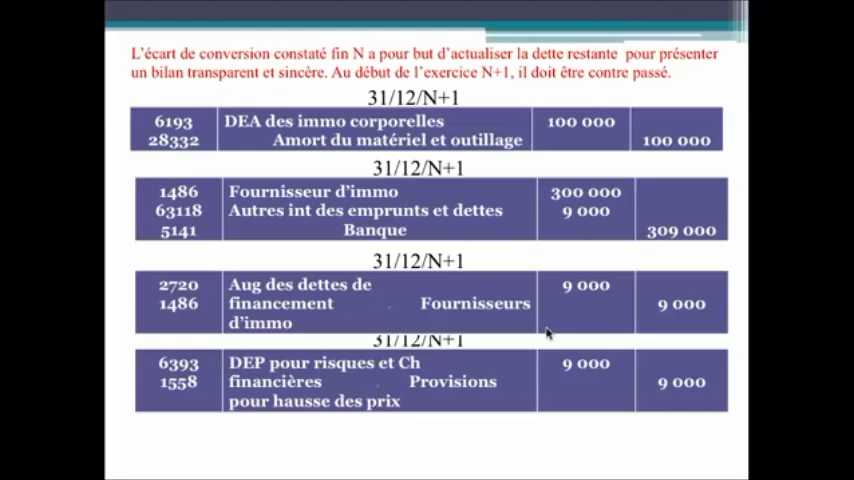 L'écart de conversion constaté fin N a pour but d'actualiser la dette restante pour présenter
un bilan transparent et sincère. Au début de l'exercice N+1, il doit être contre passé.
31/12/N+1
6193 DEA des immo corporelles 100 000
28332 Amort du matériel et outillage 100 000
31/12/N+1
1486 Fournisseur d'immo 300 000
63118 Autres int des emprunts et dettes 9 000
5141 Banque 309 000
31/12/N+1
2720 Aug des dettes de 9 000
1486 financement . Fournisseurs 9 000
d'immo
31/12/N+1
6393 DEP pour risques et Ch 9 000
1558 financières . Provisions 9 000
pour hausse des prix